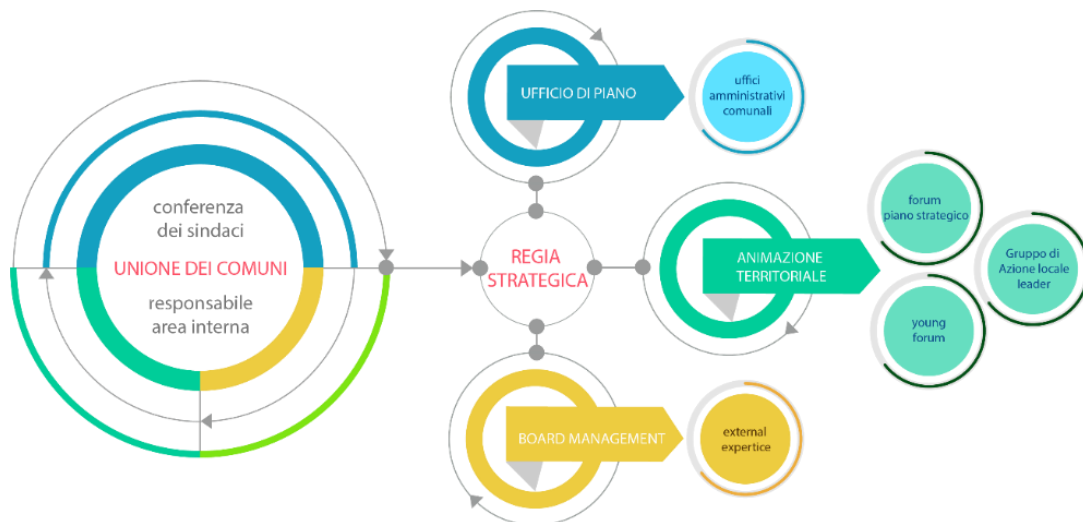 conferenza
dei sindaci
UNIONE DEI COMUNI
responsabile
area interna
REGIA
STRATEGICA
UFFICIO DI PIANO
uffici
amministrativi
comunali
ANIMAZIONE
TERRITORIALE
forum
piano strategico
Gruppo di
Azione locale
leader
young
forum
BOARD MANAGEMENT
external
expertice